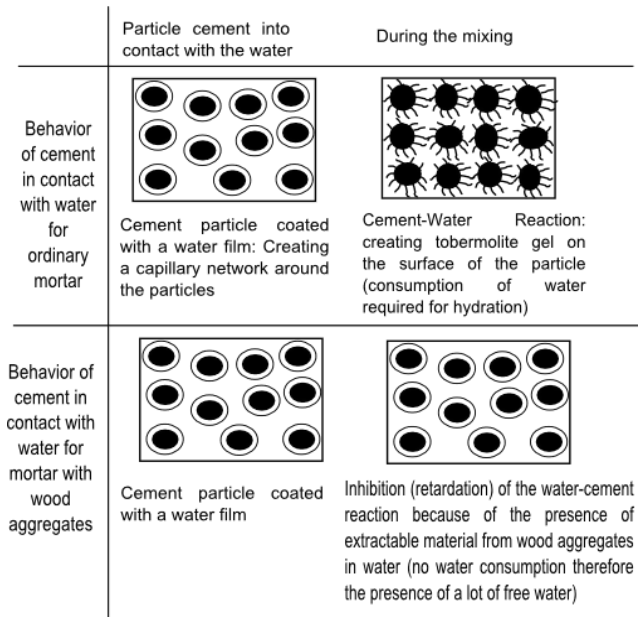 Particle cement into
contact with the water
During the mixing
Behavior
of cement
in contact
with water
for
ordinary
mortar
Cement particle coated
with a water film: Creating
a capillary network around
the particles
Cement-Water Reaction:
creating tobermolite gel on
the surface of the particle
(consumption of water
required for hydration)
Behavior of
cement in
contact with
water for
mortar with
wood
aggregates
Cement particle coated
with a water film
Inhibition (retardation) of the water-cement
reaction because of the presence of
extractable material from wood aggregates
in water (no water consumption therefore
the presence of a lot of free water)